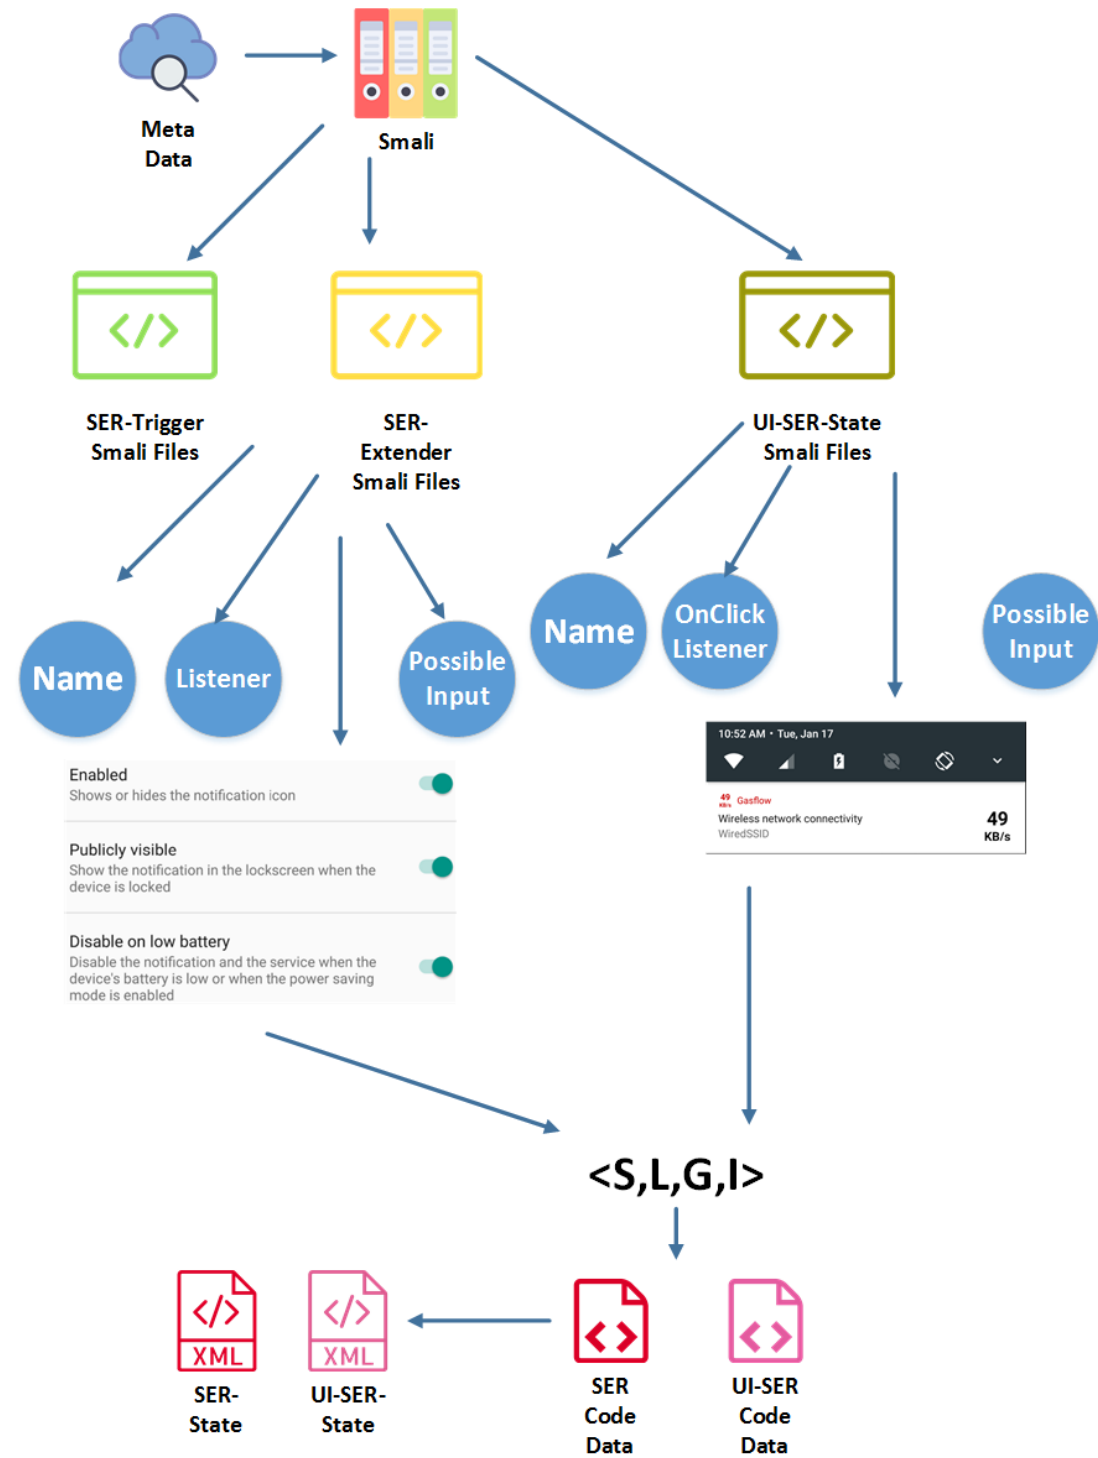 Meta
Data
Smali
</>
</>
</>
SER-Trigger
Smali Files
SER-
Extender
Smali Files
UI-SER-State
Smali Files
Name
Listener
Possible
Input
Name
OnClick
Listener
Possible
Input
Enabled
Shows or hides the notification icon
Publicly visible
Show the notification in the lockscreen when the
device is locked
Disable on low battery
Disable the notification and the service when the
device's battery is low or when the power saving
mode is enabled
10:52 AM • Tue, Jan 17
49
KB/s
Gasflow
Wireless network connectivity
WiredSSID
49
KB/s
<S,L,G,I>
</>
XML
SER-
State
</>
XML
UI-SER-
State
<>
SER
Code
Data
<>
UI-SER
Code
Data